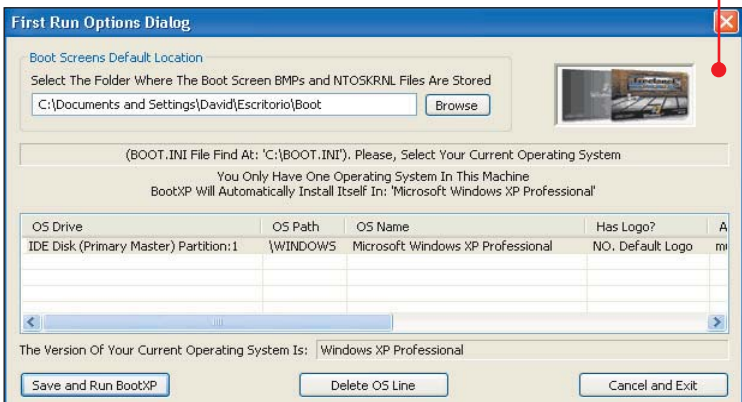 First Run Options Dialog
Boot Screens Default Location
Select The Folder Where The Boot Screen BMPs and NTOSKRNL Files Are Stored
C:\Documents and Settings\David\Escritorio\Boot
Browse
(BOOT.INI File Find At: 'C:\BOOT.INI'). Please, Select Your Current Operating System
You Only Have One Operating System In This Machine
BootXP Will Automatically Install Itself In: 'Microsoft Windows XP Professional'
OS Drive OS Path OS Name Has Logo? A
IDE Disk (Primary Master) Partition:1 \WINDOWS Microsoft Windows XP Professional NO. Default Logo
The Version Of Your Current Operating System Is: Windows XP Professional
Save and Run BootXP Delete OS Line Cancel and Exit